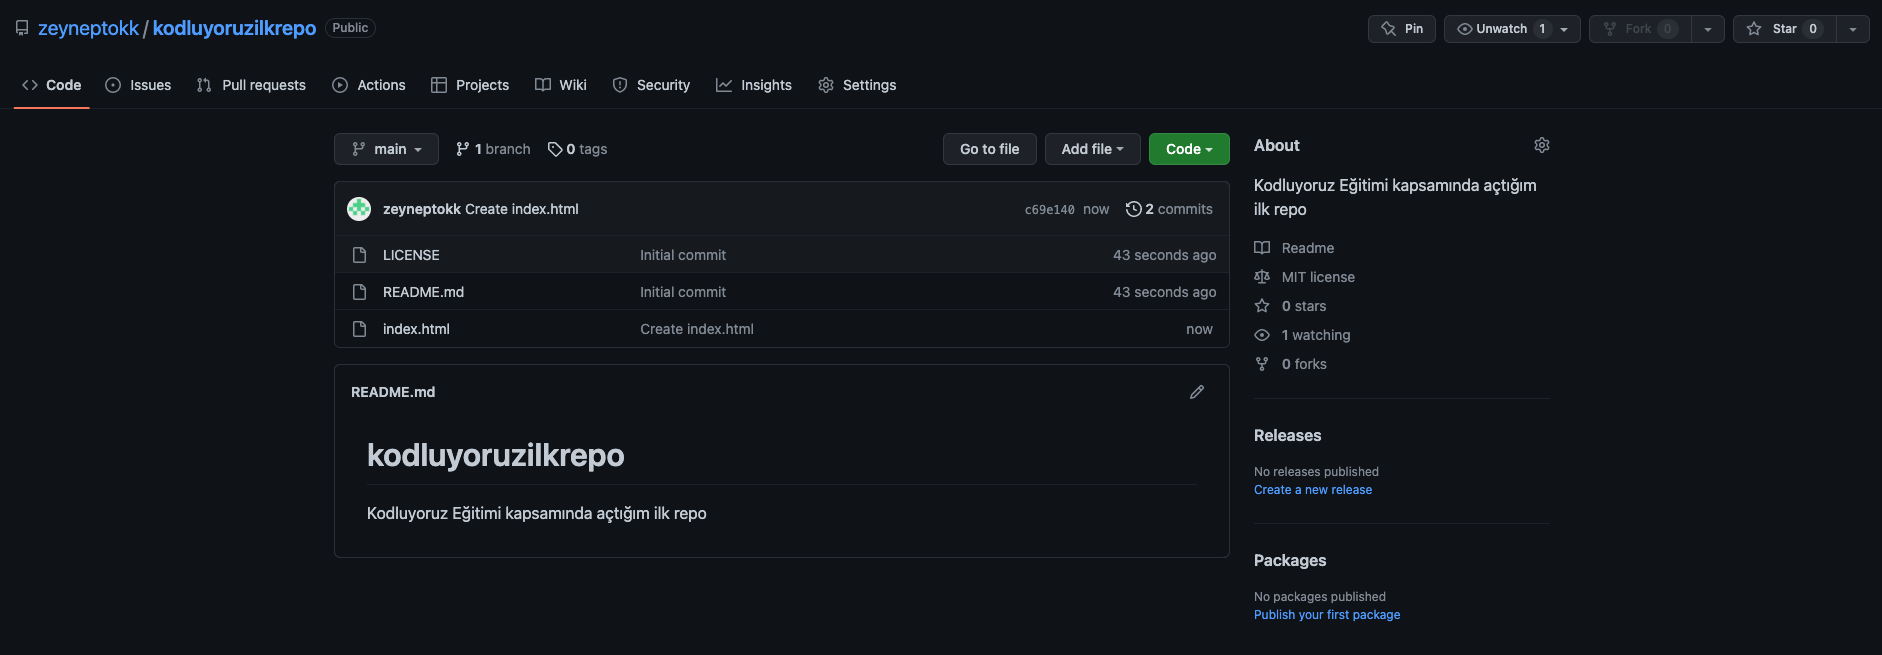 zeyneptokk / kodluyoruzilkrepo Public
Pin Unwatch 1 Fork 0 Star 0
Code Issues Pull requests Actions Projects Wiki Security Insights Settings
main 1 branch 0 tags Go to file Add file Code
zeyneptokk Create index.html c69e140 now 2 commits
LICENSE Initial commit 43 seconds ago
README.md Initial commit 43 seconds ago
index.html Create index.html now
README.md
kodluyoruzilkrepo
Kodluyoruz Eğitimi kapsamında açtığım ilk repo
About
Kodluyoruz Eğitimi kapsamında açtığım
ilk repo
Readme
MIT license
0 stars
1 watching
0 forks
Releases
No releases published
Create a new release
Packages
No packages published
Publish your first package